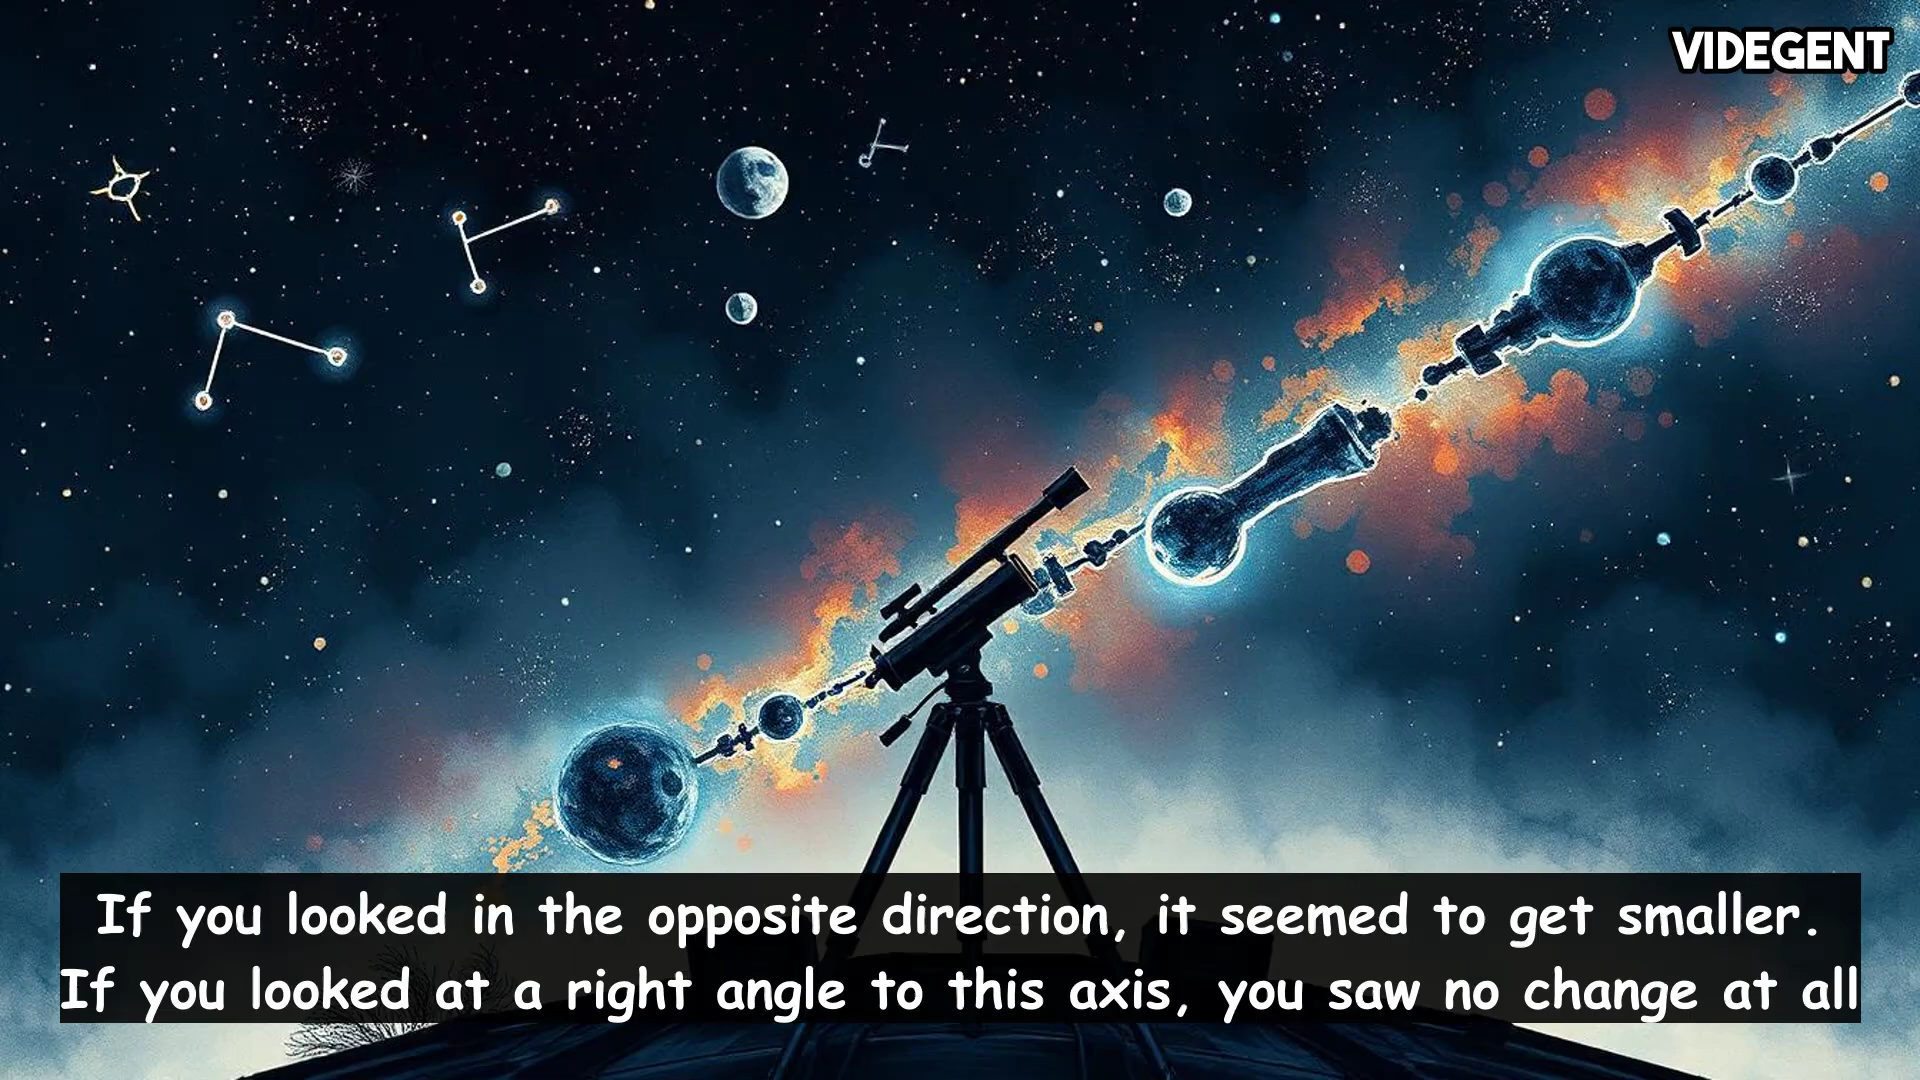 VIDEGENT
If you looked in the opposite direction, it seemed to get smaller.
If you looked at a right angle to this axis, you saw no change at all